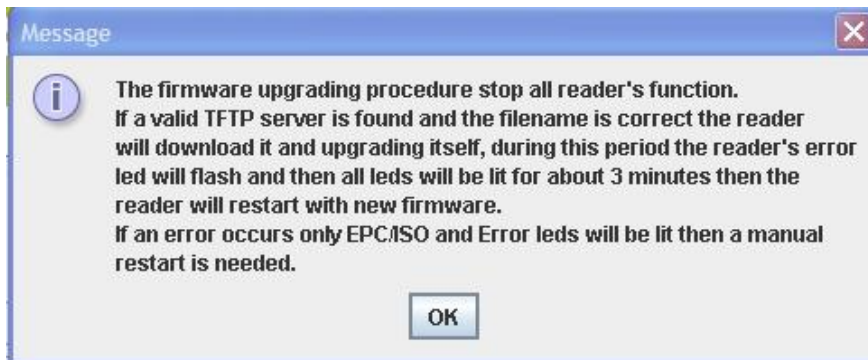 Message
The firmware upgrading procedure stop all reader's function.
If a valid TFTP server is found and the filename is correct the reader
will download it and upgrading itself, during this period the reader's error
led will flash and then all leds will be lit for about 3 minutes then the
reader will restart with new firmware.
If an error occurs only EPC/ISO and Error leds will be lit then a manual
restart is needed.
OK